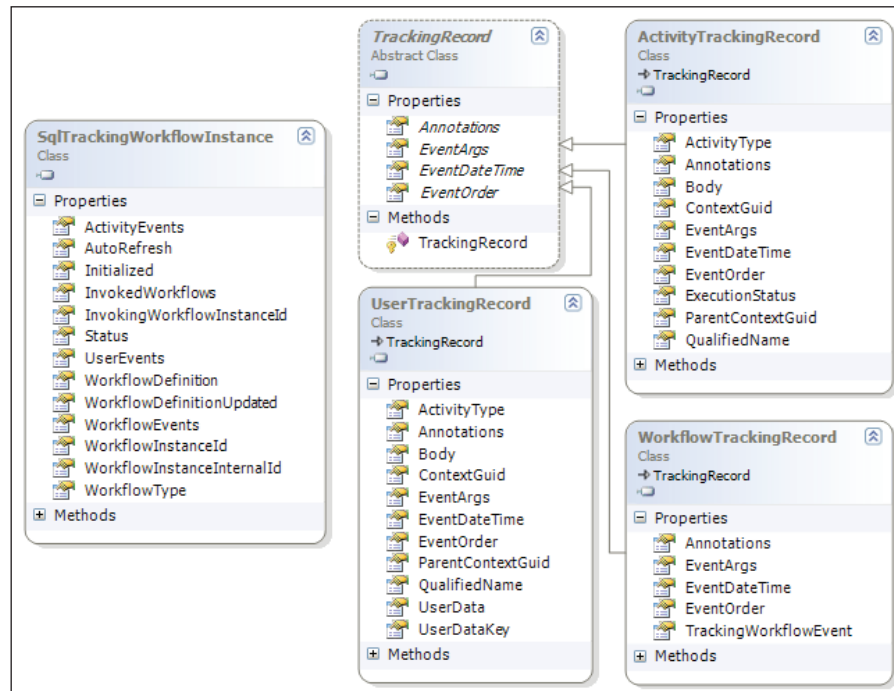 SqlTrackingWorkflowInstance
Class
Properties
ActivityEvents
AutoRefresh
Initialized
InvokedWorkflows
InvokingWorkflowInstanceId
Status
UserEvents
WorkflowDefinition
WorkflowDefinitionUpdated
WorkflowEvents
WorkflowInstanceId
WorkflowInstanceInternalId
WorkflowType
Methods
TrackingRecord
Abstract Class
Properties
Annotations
EventArgs
EventDateTime
EventOrder
Methods
TrackingRecord
UserTrackingRecord
Class
TrackingRecord
Properties
ActivityType
Annotations
Body
ContextGuid
EventArgs
EventDateTime
EventOrder
ParentContextGuid
QualifiedName
UserData
UserDataKey
Methods
ActivityTrackingRecord
Class
TrackingRecord
Properties
ActivityType
Annotations
Body
ContextGuid
EventArgs
EventDateTime
EventOrder
ExecutionStatus
ParentContextGuid
QualifiedName
Methods
WorkflowTrackingRecord
Class
TrackingRecord
Properties
Annotations
EventArgs
EventDateTime
EventOrder
TrackingWorkflowEvent
Methods